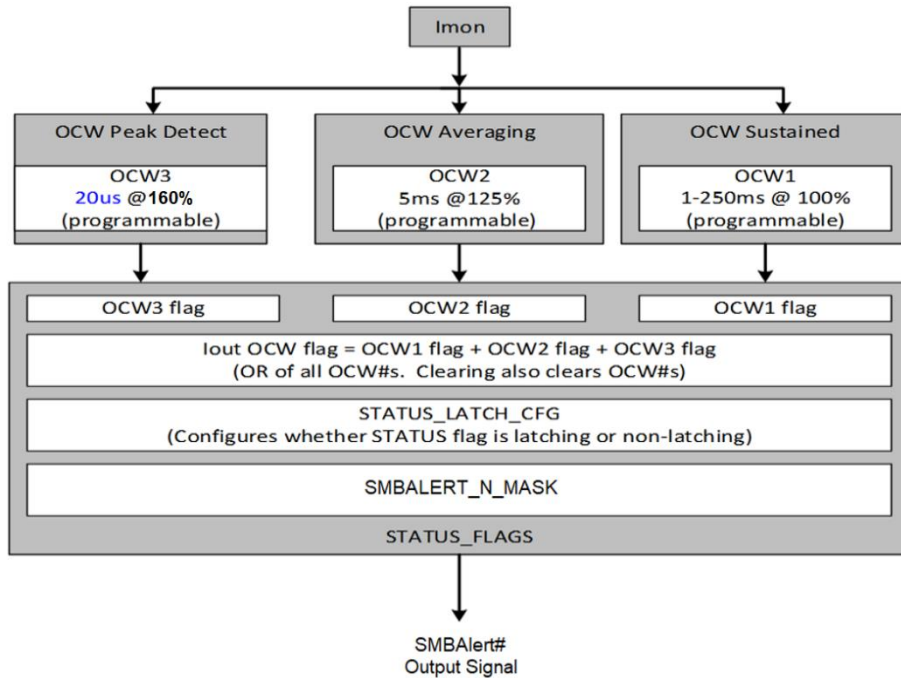 Imon
OCW Peak Detect
OCW3
20us @160%
(programmable)
OCW Averaging
OCW2
5ms @125%
(programmable)
OCW Sustained
OCW1
1-250ms @ 100%
(programmable)
OCW3 flag
OCW2 flag
OCW1 flag
Iout OCW flag = OCW1 flag + OCW2 flag + OCW3 flag
(OR of all OCW#s. Clearing also clears OCW#s)
STATUS_LATCH_CFG
(Configures whether STATUS flag is latching or non-latching)
SMBALERT_N_MASK
STATUS_FLAGS
SMBAlert#
Output Signal